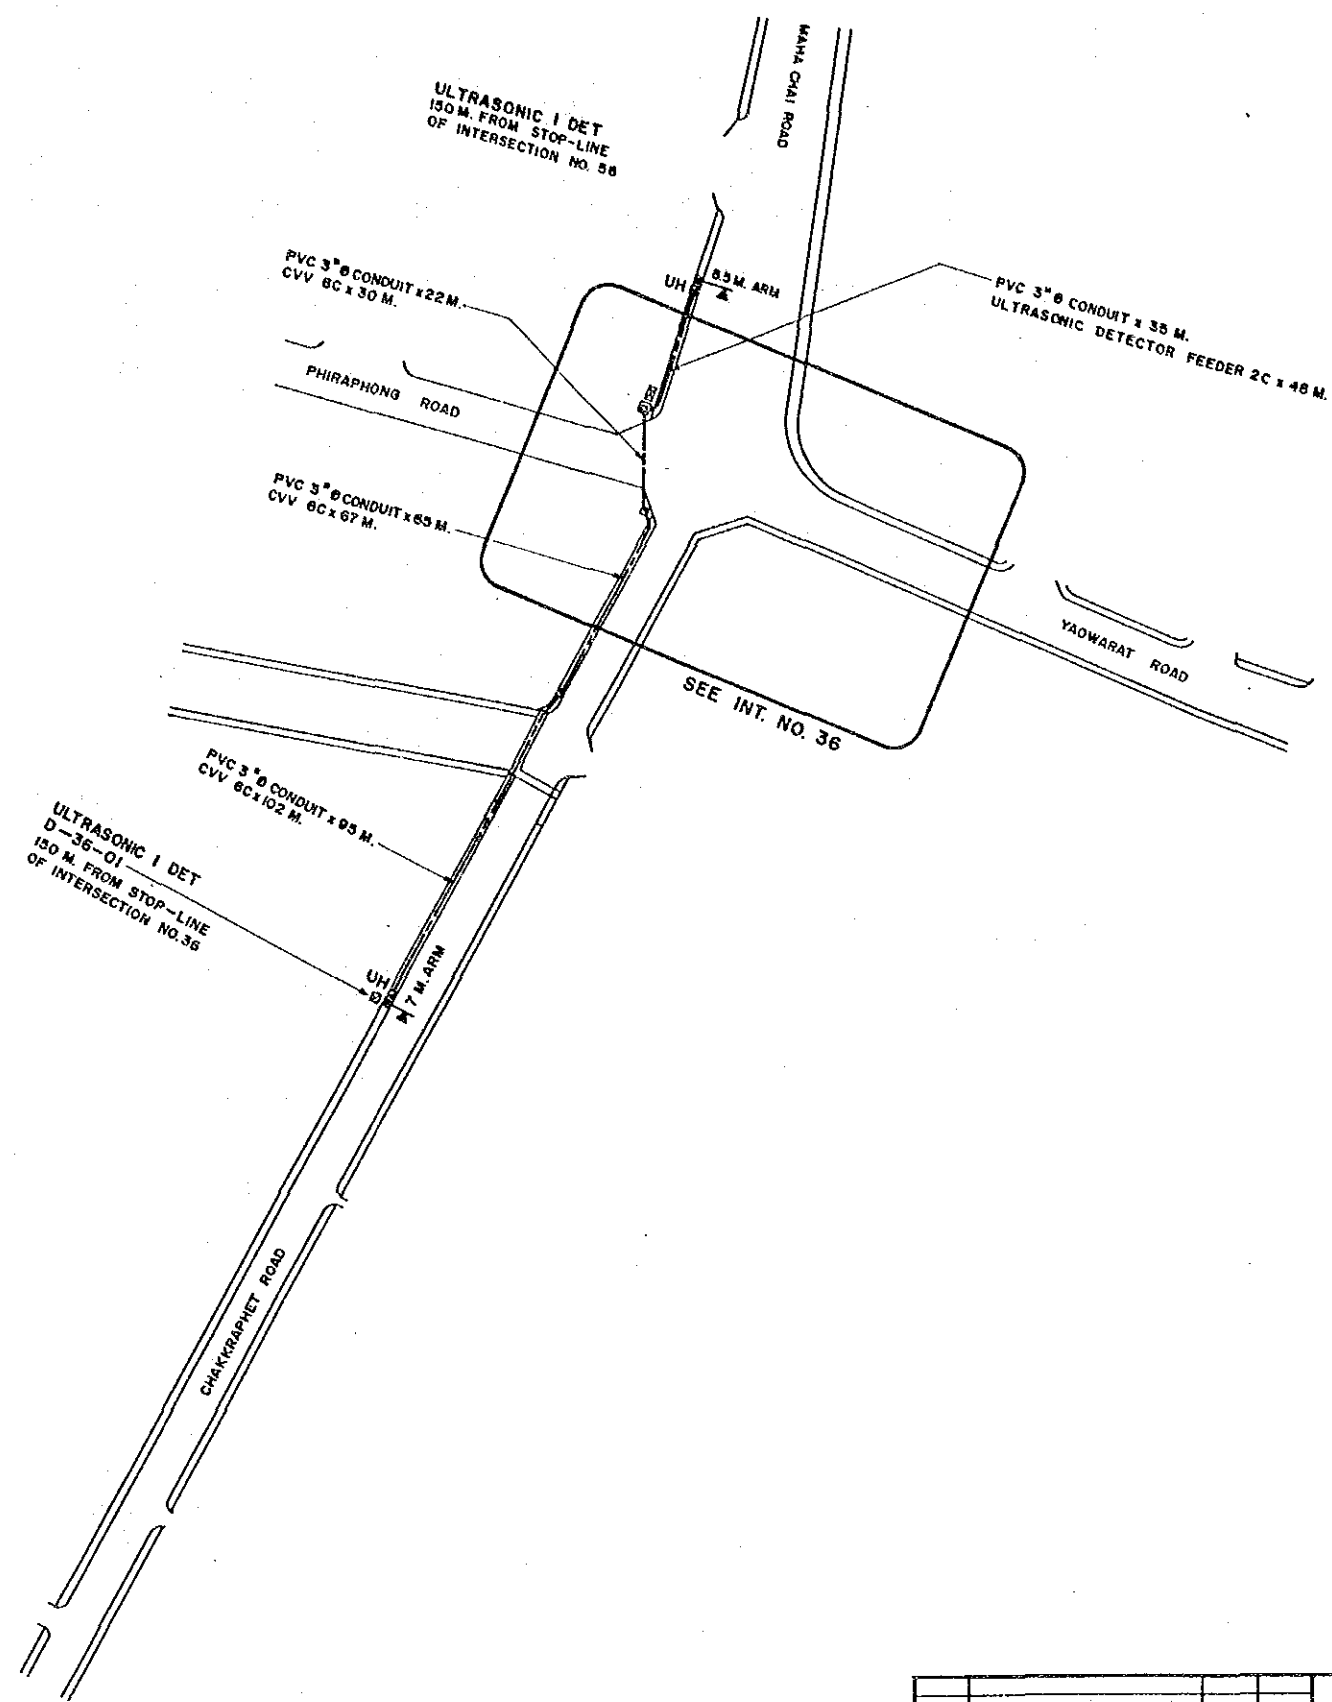 MAHA CHAI ROAD
ULTRASONIC 1 DET
150 M. FROM STOP-LINE
OF INTERSECTION NO. 58
PVC 3"Ø CONDUIT x 22 M.
CVV 6C x 30 M.
UH
6.5 M. ARM
PVC 3"Ø CONDUIT x 35 M.
ULTRASONIC DETECTOR FEEDER 2C x 48 M.
PHIRAPHONG ROAD
PVC 3"Ø CONDUIT x 65 M.
CVV 6C x 67 M.
YAOWARAT ROAD
SEE INT. NO. 36
PVC 3"Ø CONDUIT x 95 M.
CVV 6C x 102 M.
ULTRASONIC 1 DET
D-36-01
150 M. FROM STOP-LINE
OF INTERSECTION NO. 36
UH
7 M. ARM
CHAKKRAPHET ROAD